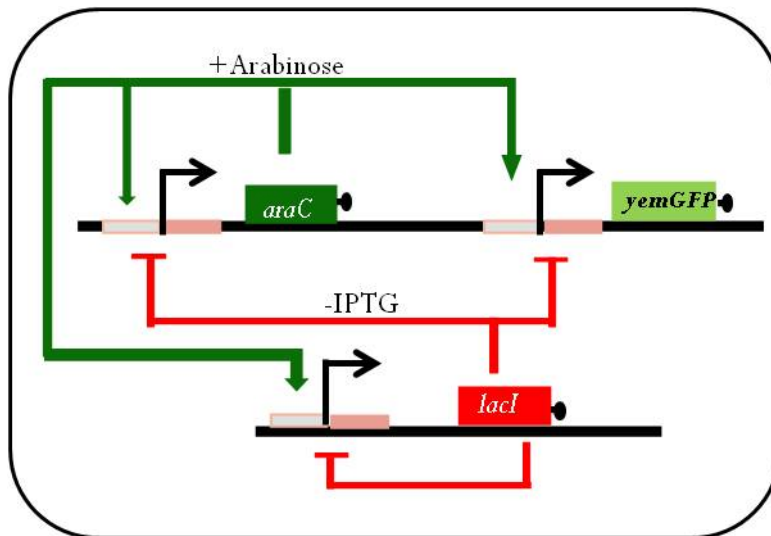 +Arabinose
araC
yemGFP
-IPTG
lacI